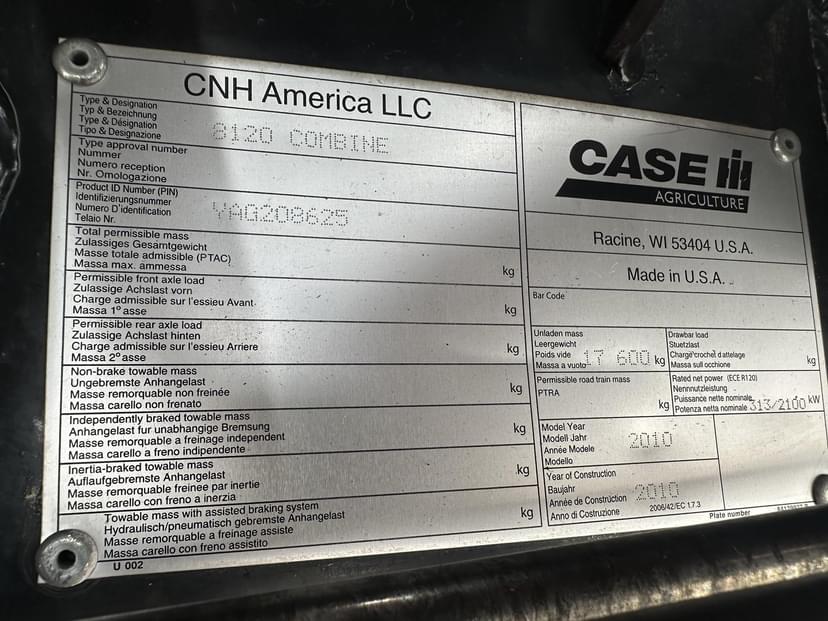 CNH America LLC
Type & Designation
Typ & Bezeichnung
Type & Désignation
Tipo & Designazione
8120 COMBINE
Type approval number
Nummer
Numero reception
Nr. Omologazione
Product ID Number (PIN)
Identifizierungsnummer
Numero D'identification
Telaio Nr.
YAG208625
Total permissible mass
Zulassiges Gesamtgewicht
Masse totale admissible (PTAC)
Massa max. ammessa
kg
Permissible front axle load
Zulassige Achslast vorn
Charge admissible sur l'essieu Avant
Massa 1° asse
kg
Permissible rear axle load
Zulassige Achslast hinten
Charge admissible sur l'essieu Arriere
Massa 2° asse
kg
Non-brake towable mass
Ungebremste Anhangelast
Masse remorquable non freinée
Massa carello non frenato
kg
Independently braked towable mass
Anhangelast fur unabhangige Bremsung
Masse remorquable a freinage independent
Massa carello a freno indipendente
kg
Inertia-braked towable mass
Auflaufgebremste Anhangelast
Masse remorquable freinee par inertie
Massa carello con freno a inerzia
kg
Towable mass with assisted braking system
Hydraulisch/pneumatisch gebremste Anhangelast
Masse remorquable a freinage assiste
Massa carello con freno assistito
kg
U 002
CASE IH
AGRICULTURE
Racine, WI 53404 U.S.A.
Made in U.S.A.
Bar Code
Unladen mass
Leergewicht
Poids vide
Massa a vuoto
17 600 kg
Drawbar load
Stuetzlast
Charge crochet d attelage
Massa sull occhione
kg
Permissible road train mass
PTRA
kg
Rated net power (ECE R120)
Nennnutzleistung
Puissance nette nominale
Potenza netta nominale
313/2100 kW
Model Year
Modell Jahr
Année Modele
Modello
2010
Year of Construction
Baujahr
Année de Construction
Anno di Costruzione
2010
2006/42/EC 1.7.3
Plate number